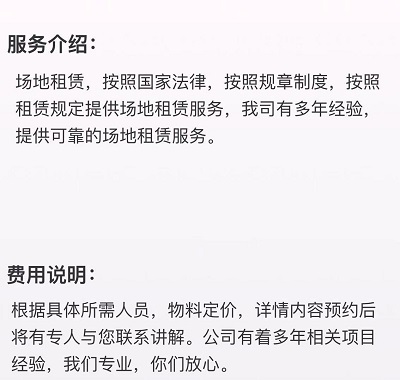 服务介绍：
场地租赁，按照国家法律，按照规章制度，按照
租赁规定提供场地租赁服务，我司有多年经验，
提供可靠的场地租赁服务。
费用说明：
根据具体所需人员，物料定价，详情内容预约后
将有专人与您联系讲解。公司有着多年相关项目
经验，我们专业，你们放心。